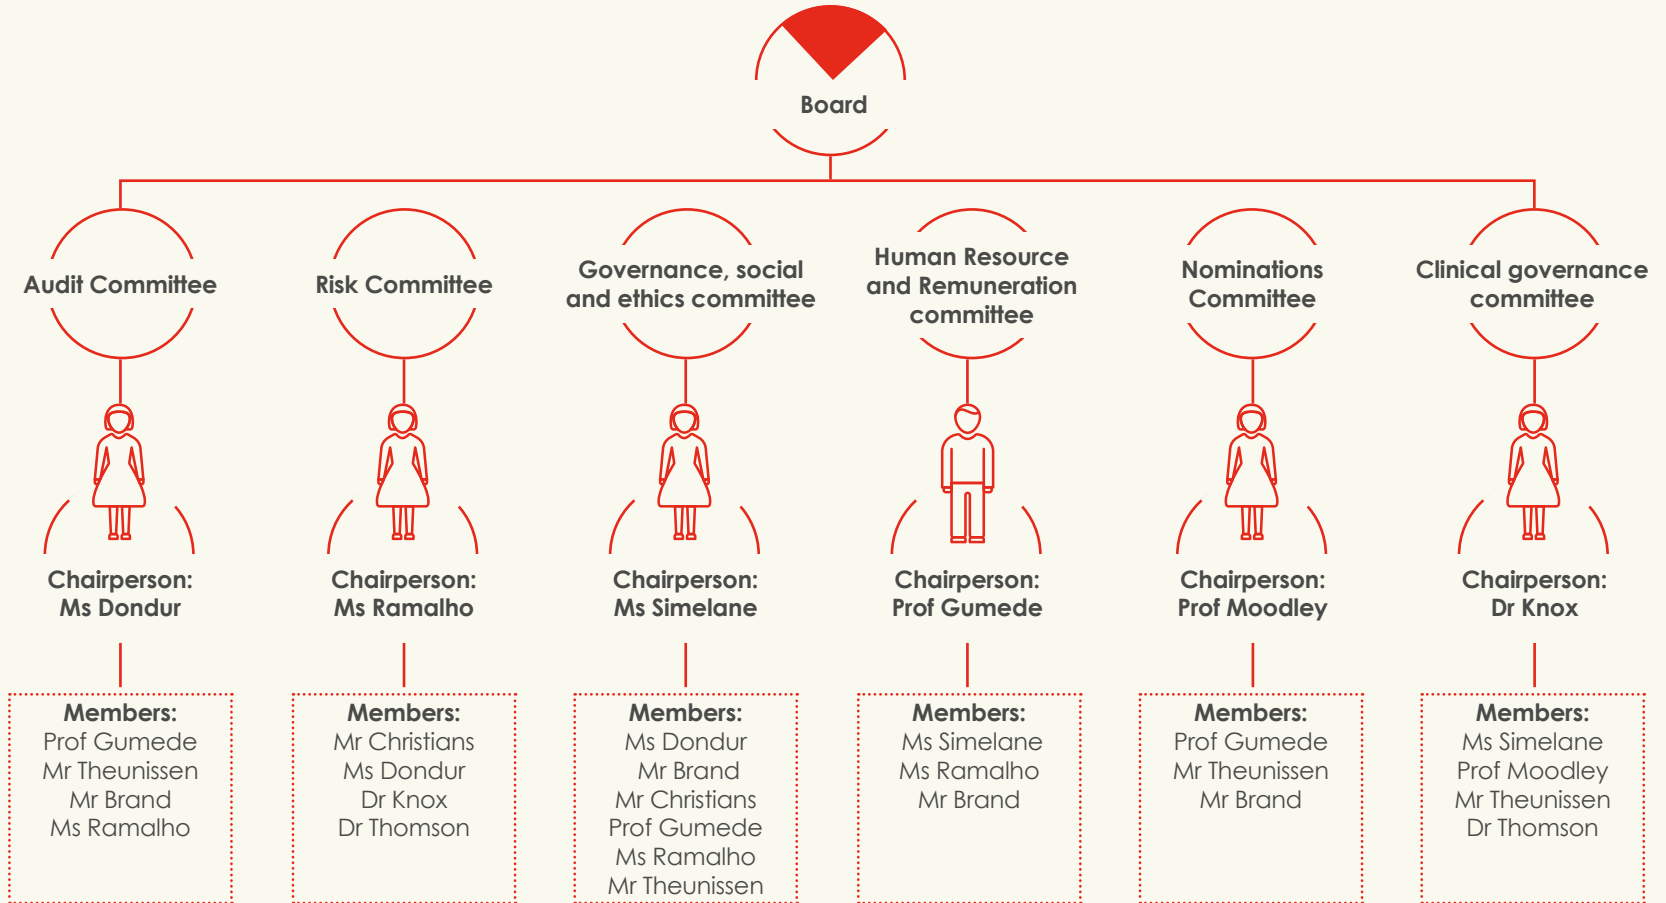 Board
Audit Committee
Risk Committee
Governance, social
and ethics committee
Human Resource
and Remuneration
committee
Nominations
Committee
Clinical governance
committee
Chairperson:
Ms Dondur
Chairperson:
Ms Ramalho
Chairperson:
Ms Simelane
Chairperson:
Prof Gumede
Chairperson:
Prof Moodley
Chairperson:
Dr Knox
Members:
Prof Gumede
Mr Theunissen
Mr Brand
Ms Ramalho
Members:
Mr Christians
Ms Dondur
Dr Knox
Dr Thomson
Members:
Ms Dondur
Mr Brand
Mr Christians
Prof Gumede
Ms Ramalho
Mr Theunissen
Members:
Ms Simelane
Ms Ramalho
Mr Brand
Members:
Prof Gumede
Mr Theunissen
Mr Brand
Members:
Ms Simelane
Prof Moodley
Mr Theunissen
Dr Thomson